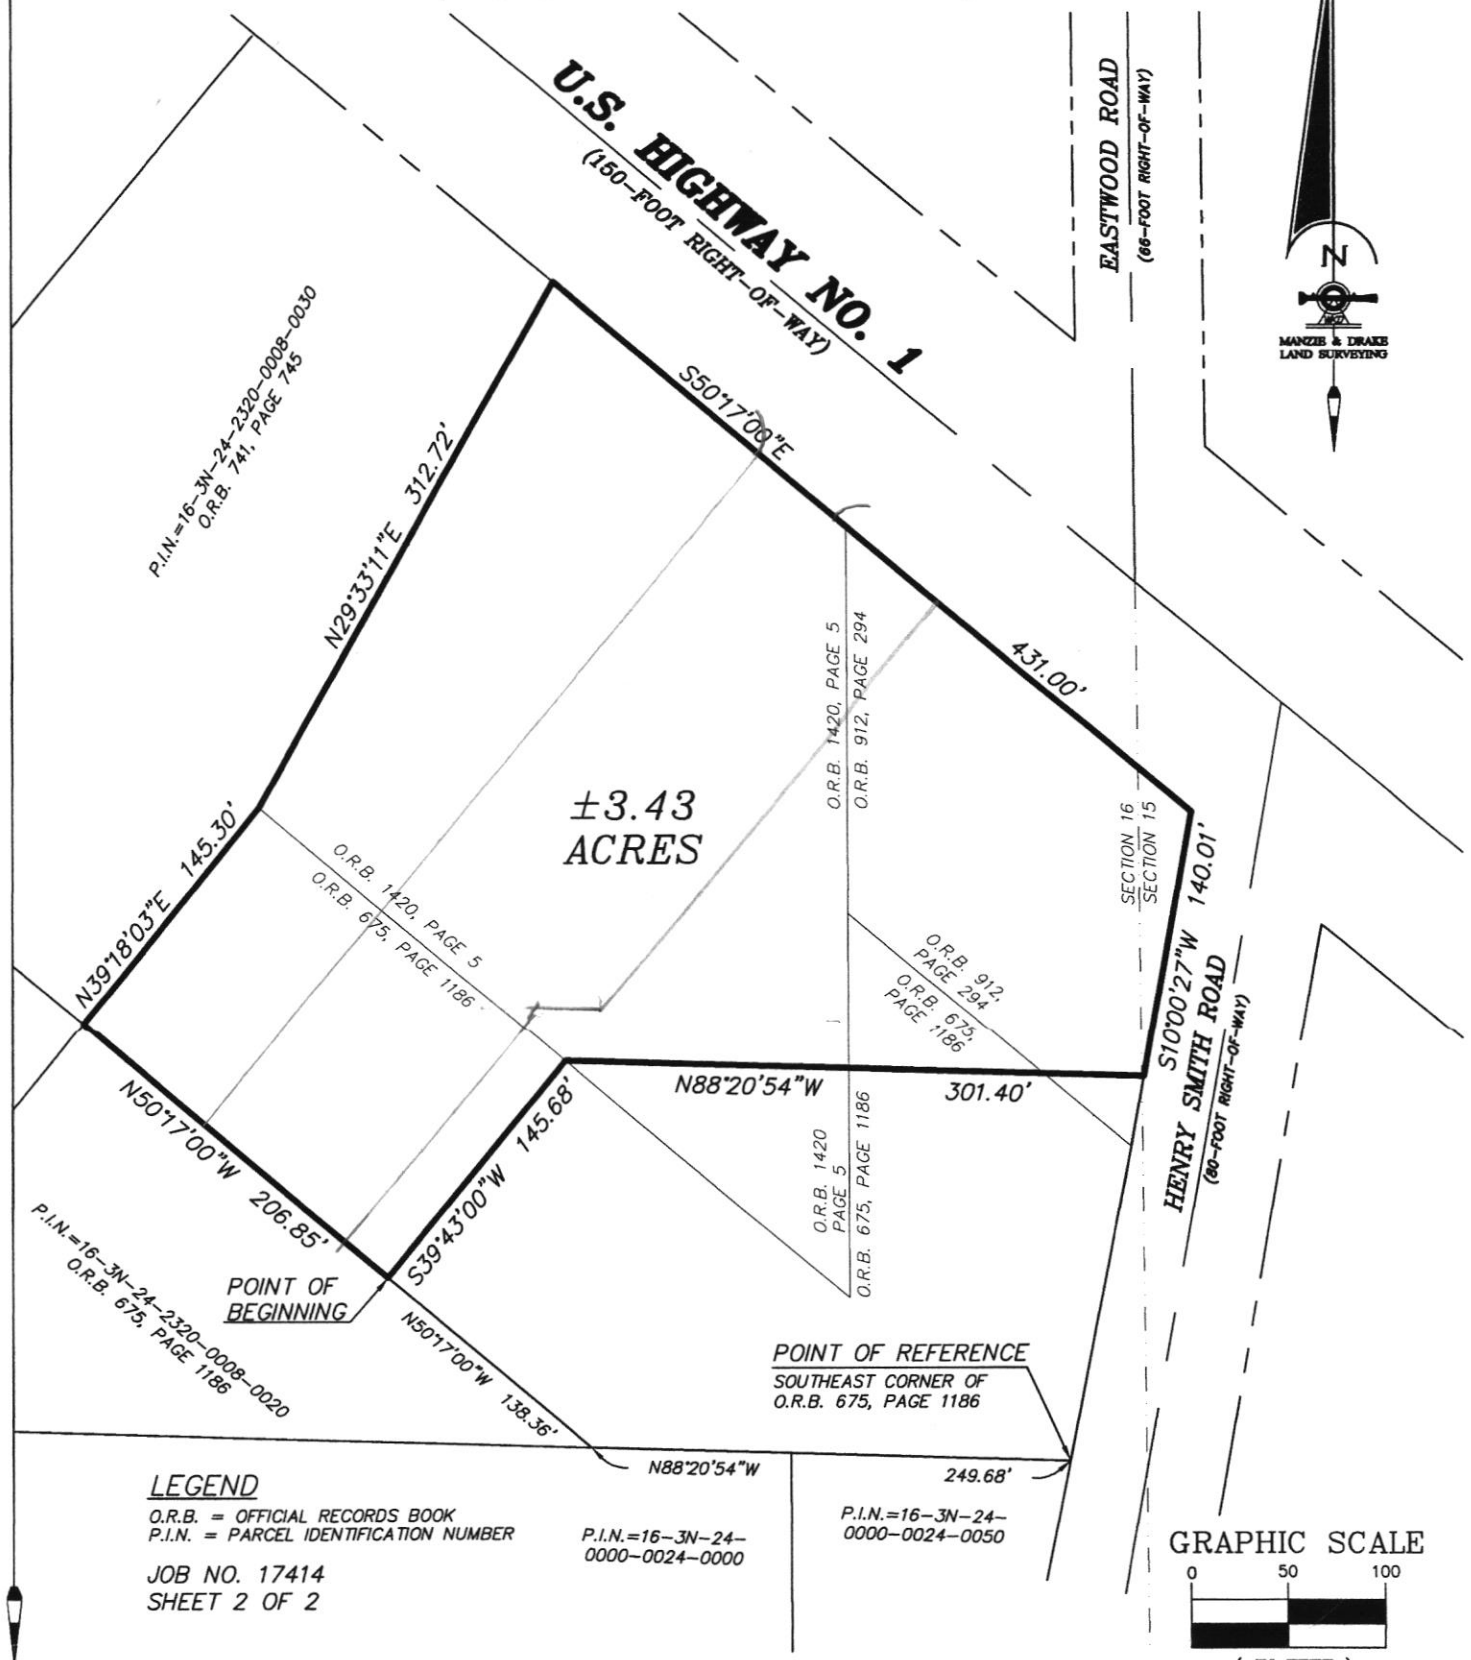 U.S. HIGHWAY NO. 1
(150-FOOT RIGHT-OF-WAY)
EASTWOOD ROAD
(66-FOOT RIGHT-OF-WAY)
N
MANZIE & DRAKE
LAND SURVEYING
P.I.N.=16-3N-24-2320-0008-0030
O.R.B. 741, PAGE 745
N29°33'11"E 312.72'
S50°17'00"E
431.00'
O.R.B. 1420, PAGE 5
O.R.B. 912, PAGE 294
±3.43
ACRES
SECTION 16
SECTION 15
S10°00'27"W 140.01'
HENRY SMITH ROAD
(80-FOOT RIGHT-OF-WAY)
N39°18'03"E 145.30'
O.R.B. 1420, PAGE 5
O.R.B. 675, PAGE 1186
O.R.B. 912,
PAGE 294
O.R.B. 675,
PAGE 1186
N88°20'54"W 301.40'
N50°17'00"W 206.85'
S39°43'00"W 145.68'
O.R.B. 1420
PAGE 5
O.R.B. 675, PAGE 1186
P.I.N.=16-3N-24-2320-0008-0020
O.R.B. 675, PAGE 1186
POINT OF
BEGINNING
N50°17'00"W 138.36'
POINT OF REFERENCE
SOUTHEAST CORNER OF
O.R.B. 675, PAGE 1186
N88°20'54"W 249.68'
LEGEND
O.R.B. = OFFICIAL RECORDS BOOK
P.I.N. = PARCEL IDENTIFICATION NUMBER
JOB NO. 17414
SHEET 2 OF 2
P.I.N.=16-3N-24-
0000-0024-0000
P.I.N.=16-3N-24-
0000-0024-0050
GRAPHIC SCALE
0 50 100